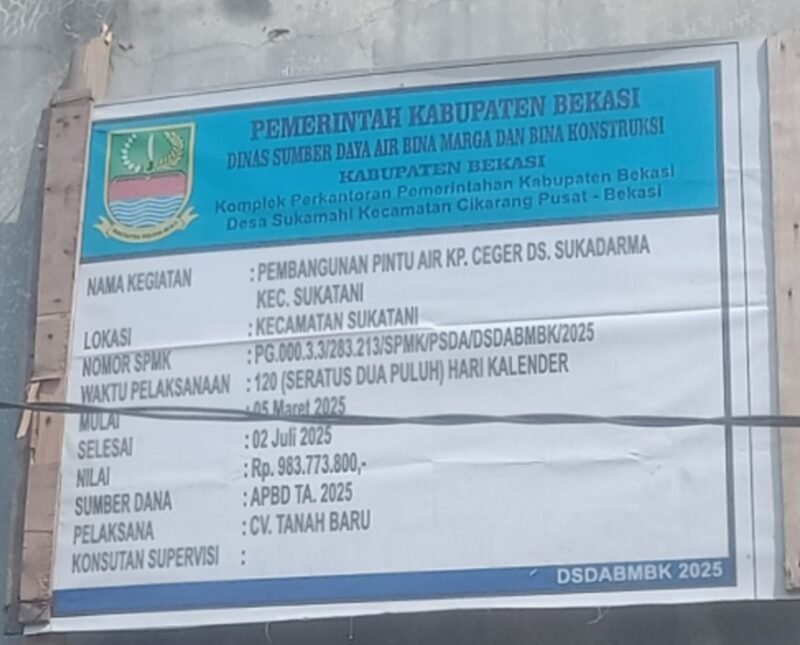 PEMERINTAH KABUPATEN BEKASI
DINAS SUMBER DAYA AIR BINA MARGA DAN BINA KONSTRUKSI
KABUPATEN BEKASI
Komplek Perkantoran Pemerintahan Kabupaten Bekasi
Desa Sukamahi Kecamatan Cikarang Pusat - Bekasi
NAMA KEGIATAN : PEMBANGUNAN PINTU AIR KP. CEGER DS. SUKADARMA
KEC. SUKATANI
LOKASI : KECAMATAN SUKATANI
NOMOR SPMK : PG.000.3.3/283.213/SPMK/PSDA/DSDABMBK/2025
WAKTU PELAKSANAAN : 120 (SERATUS DUA PULUH) HARI KALENDER
MULAI : 05 Maret 2025
SELESAI : 02 Juli 2025
NILAI : Rp. 983.773.800,-
SUMBER DANA : APBD TA. 2025
PELAKSANA : CV. TANAH BARU
KONSUTAN SUPERVISI :
DSDABMBK 2025